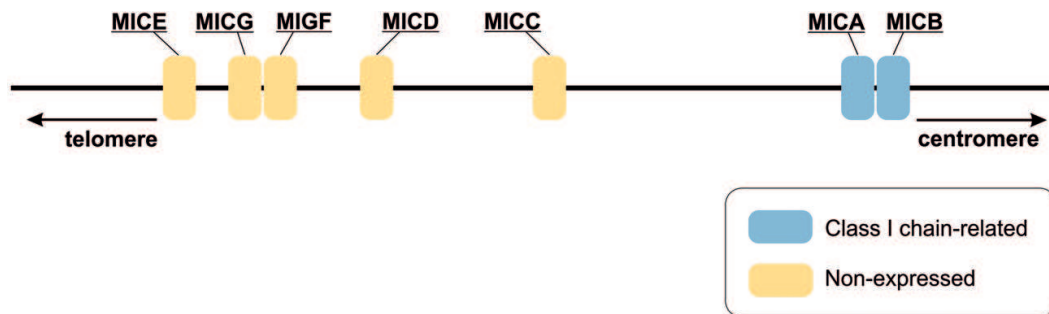 MICE MICG MIGF MICD MICC MICA MICB
telomere centromere
Class I chain-related
Non-expressed